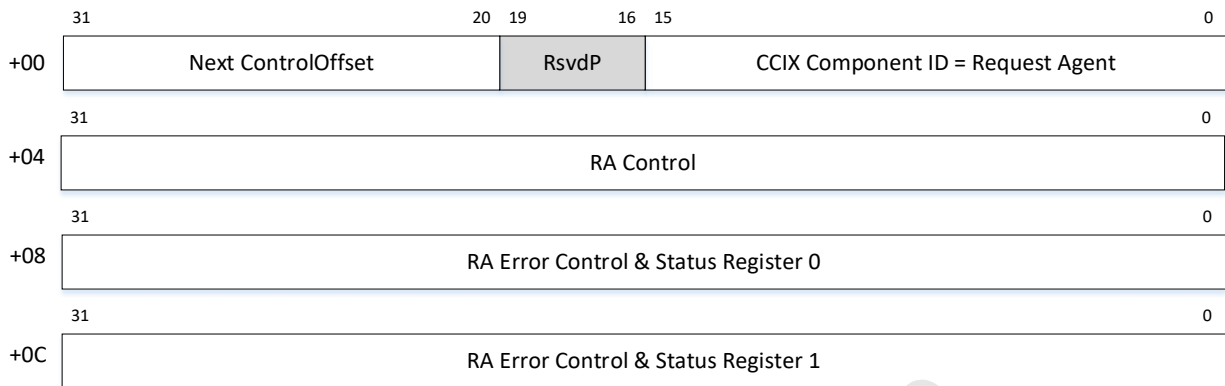 31 20 19 16 15 0
+00 Next ControlOffset RsvdP CCIX Component ID = Request Agent
31 0
+04 RA Control
31 0
+08 RA Error Control & Status Register 0
31 0
+0C RA Error Control & Status Register 1